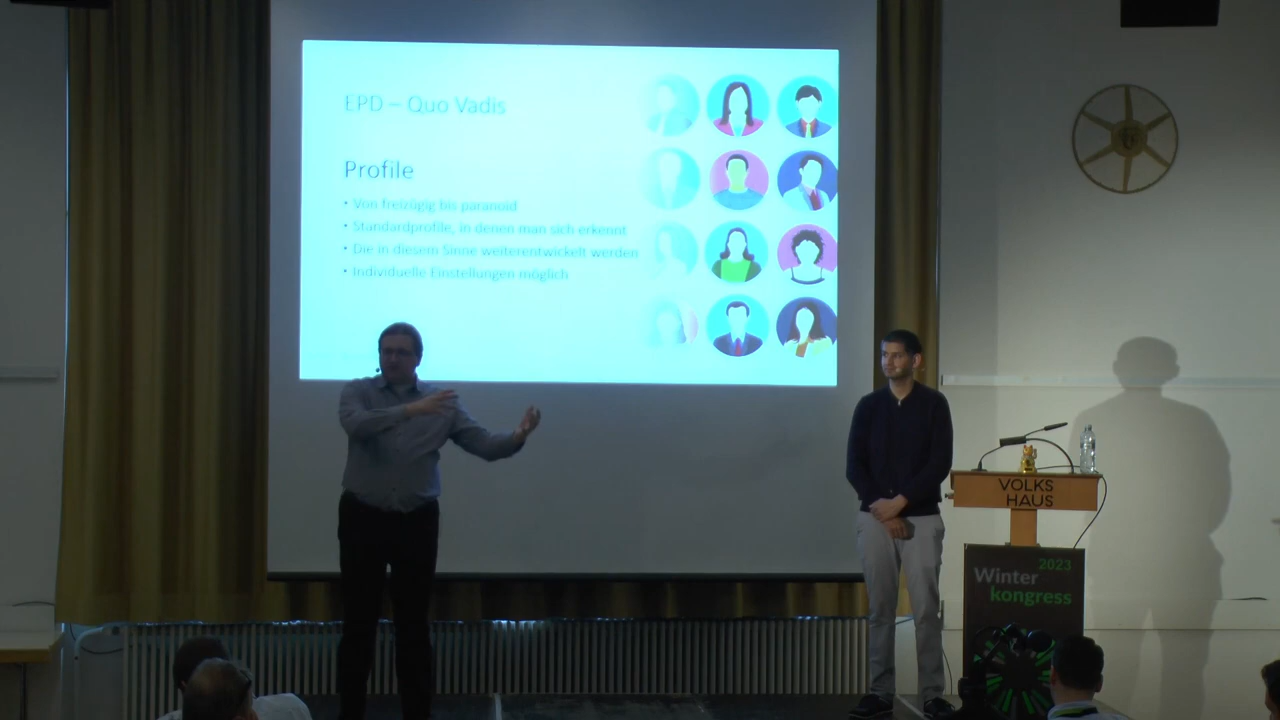 EPD – Quo Vadis
Profile
• Von freizügig bis paranoid
• Standardprofile, in denen man sich erkennt
• Die in diesem Sinne weiterentwickelt werden
• Individuelle Einstellungen möglich
VOLKS
HAUS
2023
Winter
kongress